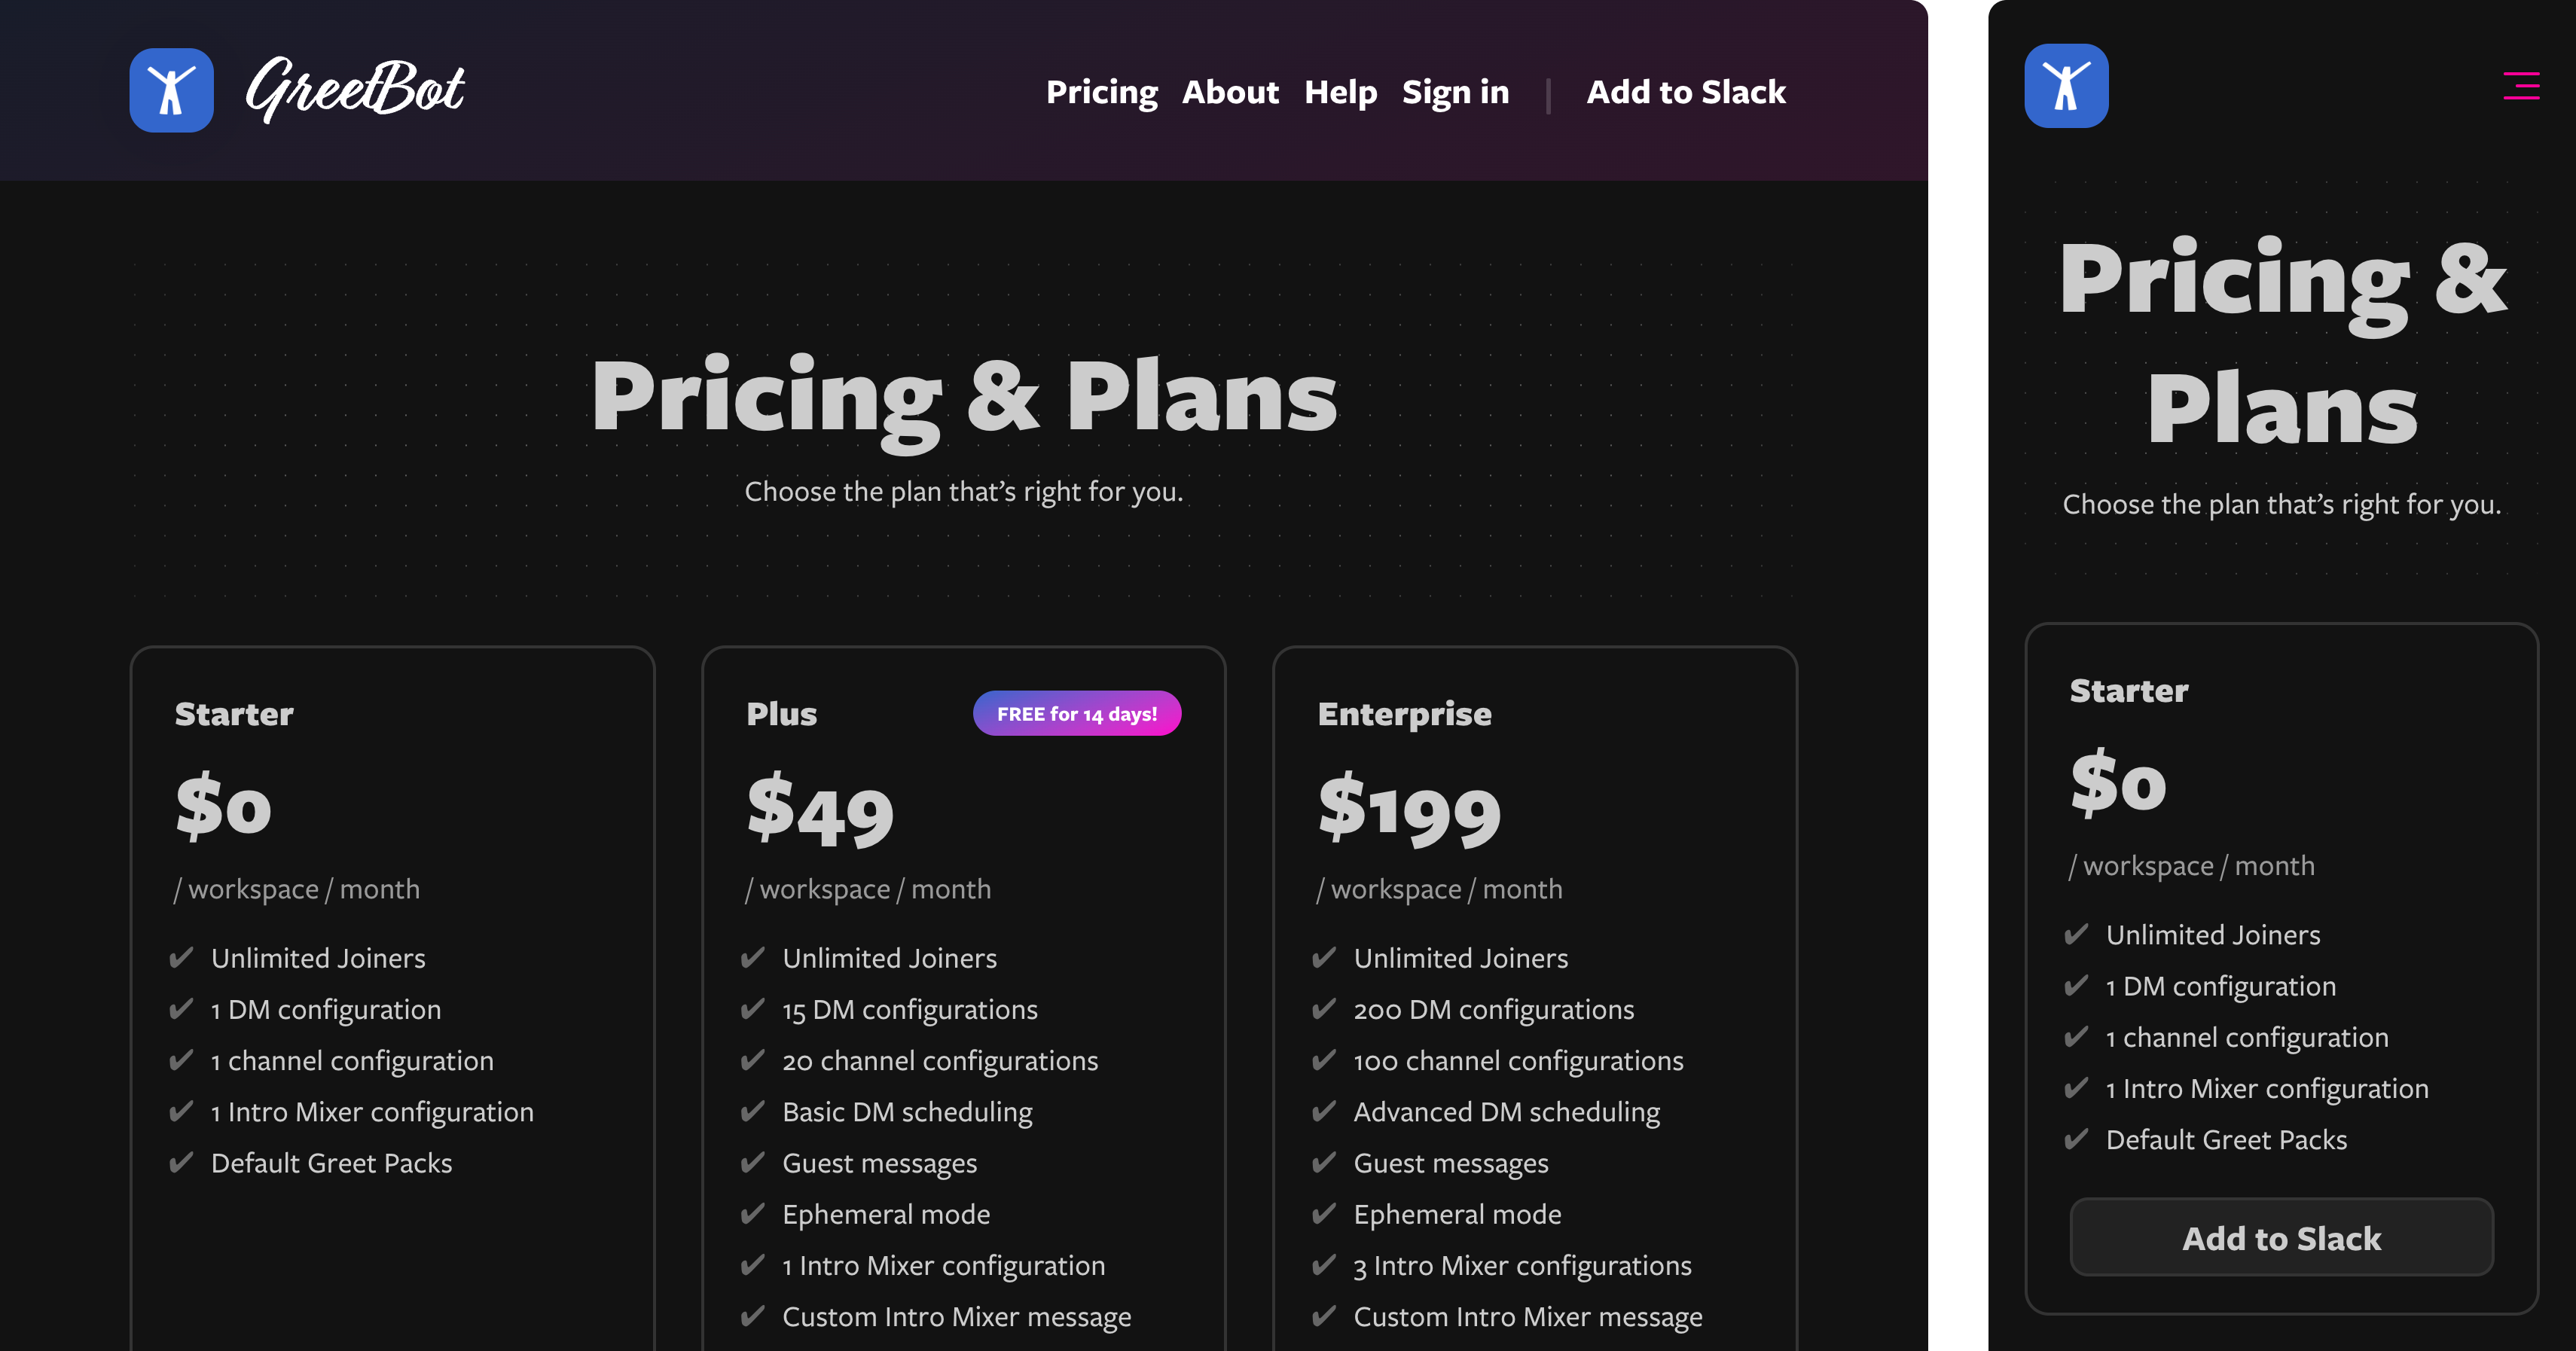 GreetBot
Pricing About Help Sign in | Add to Slack
Pricing & Plans
Choose the plan that’s right for you.
Starter
$0
/ workspace / month
✔ Unlimited Joiners
✔ 1 DM configuration
✔ 1 channel configuration
✔ 1 Intro Mixer configuration
✔ Default Greet Packs
Plus
FREE for 14 days!
$49
/ workspace / month
✔ Unlimited Joiners
✔ 15 DM configurations
✔ 20 channel configurations
✔ Basic DM scheduling
✔ Guest messages
✔ Ephemeral mode
✔ 1 Intro Mixer configuration
✔ Custom Intro Mixer message
Enterprise
$199
/ workspace / month
✔ Unlimited Joiners
✔ 200 DM configurations
✔ 100 channel configurations
✔ Advanced DM scheduling
✔ Guest messages
✔ Ephemeral mode
✔ 3 Intro Mixer configurations
✔ Custom Intro Mixer message
Pricing &
Plans
Choose the plan that’s right for you.
Starter
$0
/ workspace / month
✔ Unlimited Joiners
✔ 1 DM configuration
✔ 1 channel configuration
✔ 1 Intro Mixer configuration
✔ Default Greet Packs
Add to Slack